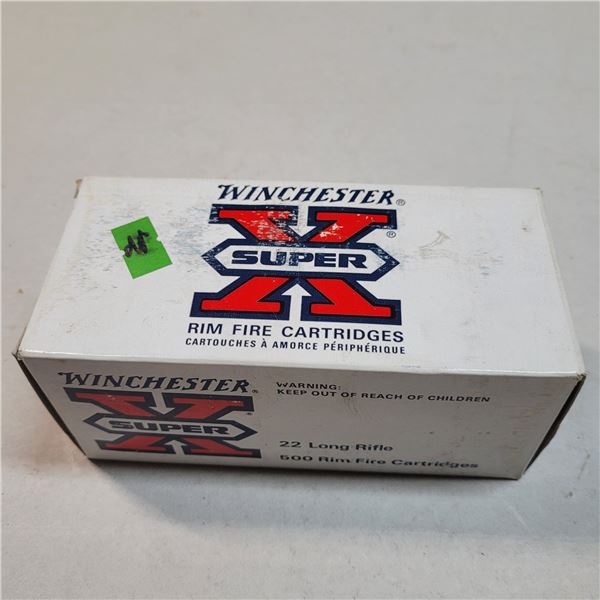 WINCHESTER®
X®
SUPER
RIM FIRE CARTRIDGES
CARTOUCHES À AMORCE PÉRIPHÉRIQUE
WINCHESTER®
X
SUPER
WARNING:
KEEP OUT OF REACH OF CHILDREN
22 Long Rifle
500 Rim Fire Cartridges